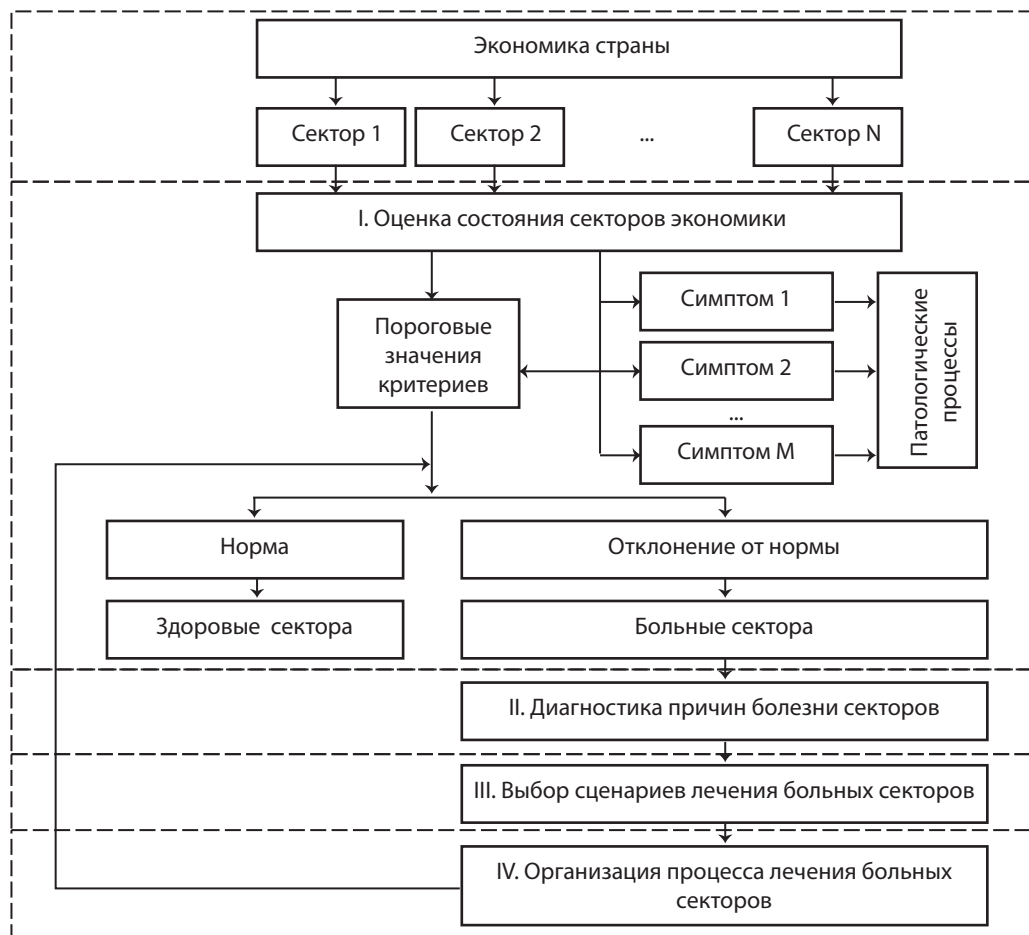 Экономика страны
Сектор 1
Сектор 2
...
Сектор N
I. Оценка состояния секторов экономики
Пороговые
значения
критериев
Симптом 1
Симптом 2
...
Симптом M
Патологические
процессы
Норма
Отклонение от нормы
Здоровые сектора
Больные сектора
II. Диагностика причин болезни секторов
III. Выбор сценариев лечения больных секторов
IV. Организация процесса лечения больных
секторов